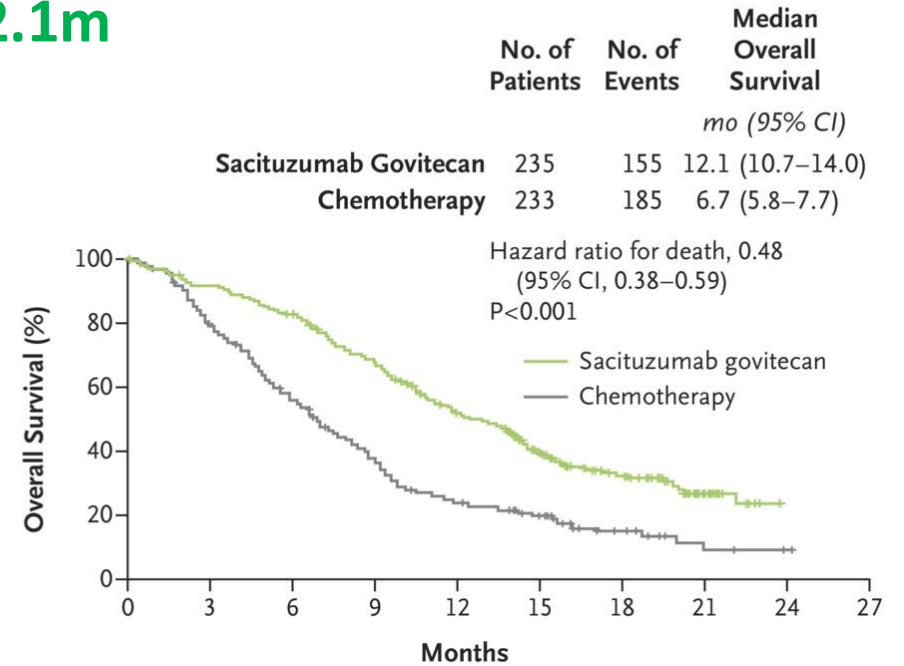 2.1m
Median
No. of No. of Overall
Patients Events Survival
mo (95% CI)
Sacituzumab Govitecan 235 155 12.1 (10.7–14.0)
Chemotherapy 233 185 6.7 (5.8–7.7)
Hazard ratio for death, 0.48
(95% CI, 0.38–0.59)
P<0.001
Sacituzumab govitecan
Chemotherapy
Overall Survival (%)
100
80
60
40
20
0
0 3 6 9 12 15 18 21 24 27
Months